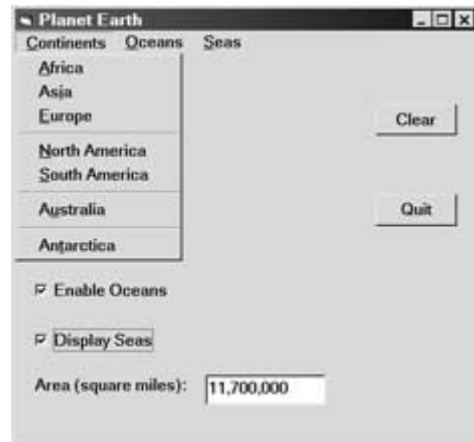 Planet Earth
Continents Oceans Seas
Africa
Asia
Europe
North America
South America
Australia
Antarctica
Clear
Quit
Enable Oceans
Display Seas
Area (square miles): 11,700,000